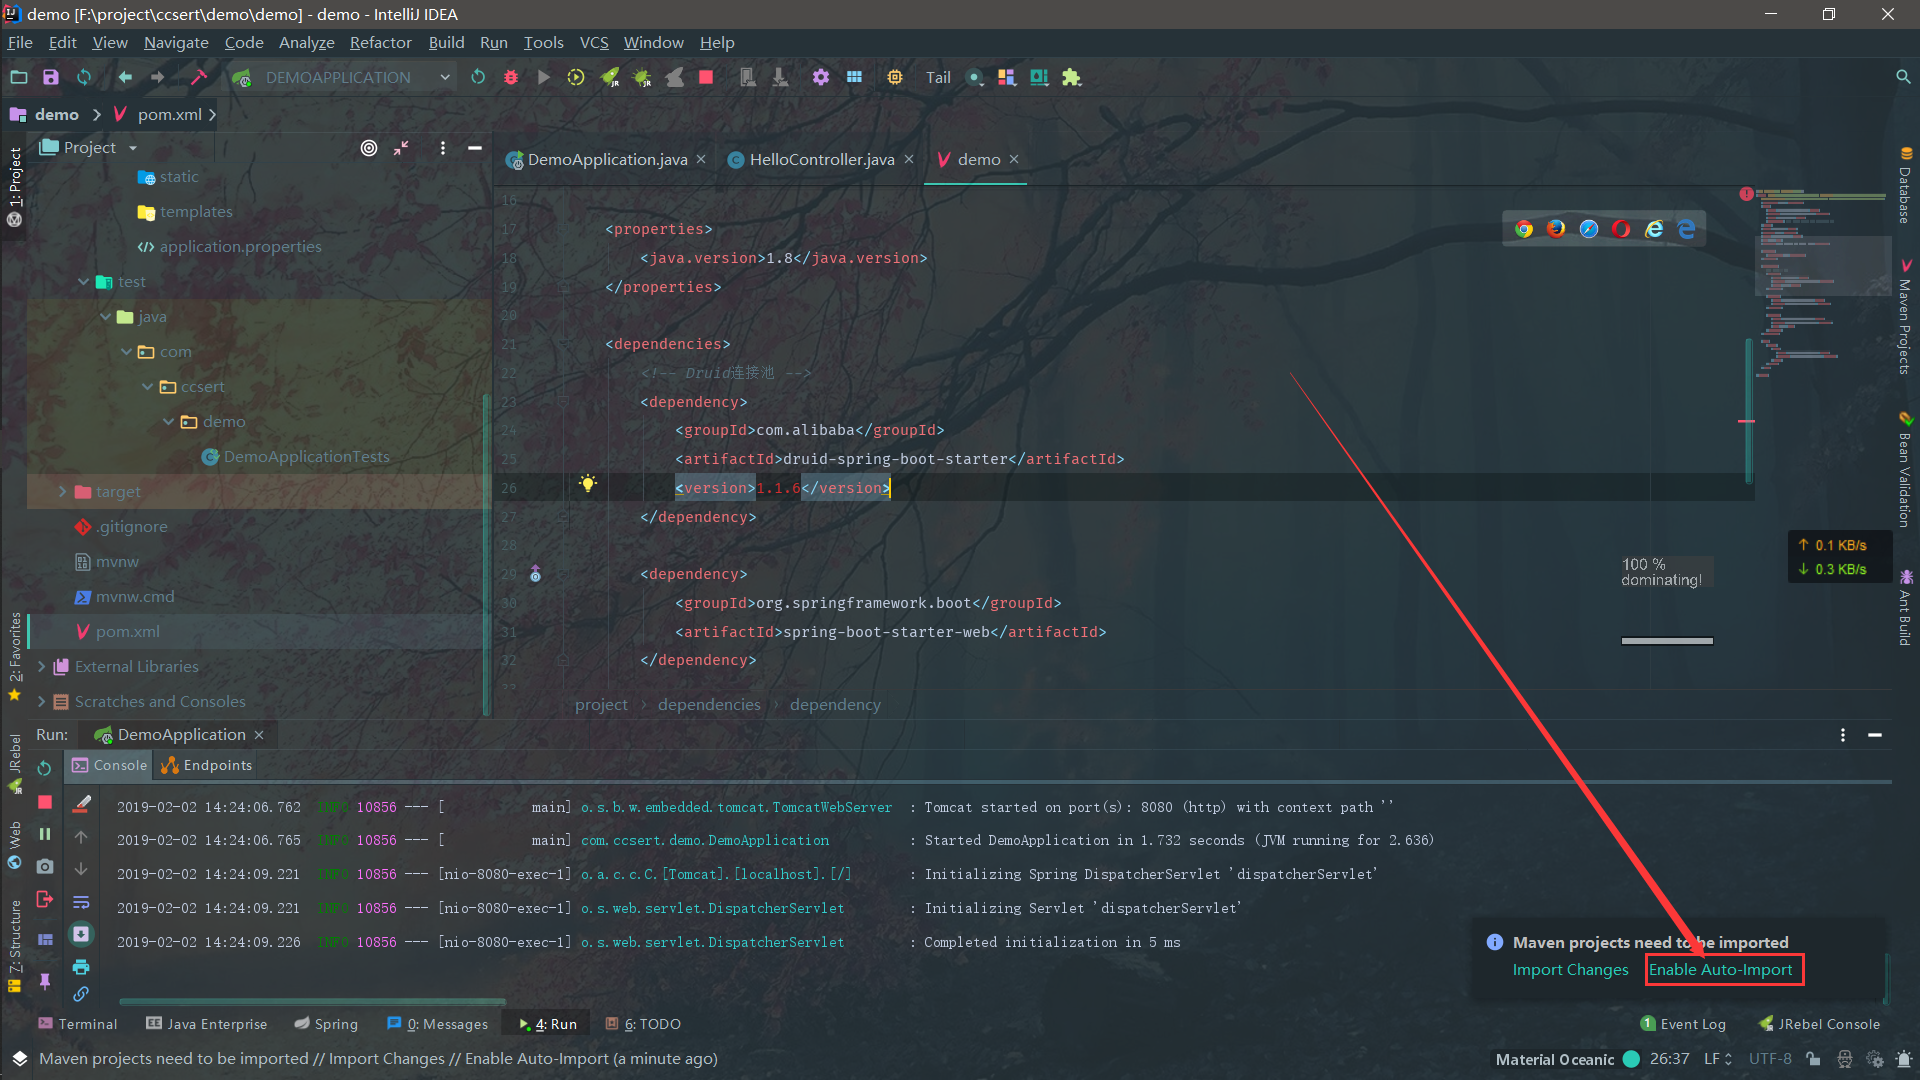 demo [F:\project\ccsert\demo\demo] - demo - IntelliJ IDEA
File Edit View Navigate Code Analyze Refactor Build Run Tools VCS Window Help
DEMOAPPLICATION
Tail
demo
pom.xml
Project
DemoApplication.java
HelloController.java
demo
1: Project
static
templates
application.properties
test
java
com
ccsert
demo
DemoApplicationTests
target
.gitignore
mvnw
mvnw.cmd
pom.xml
External Libraries
Scratches and Consoles
2: Favorites
JRebel
Web
7: Structure
16
17 <properties>
18 <java.version>1.8</java.version>
19 </properties>
20
21 <dependencies>
22 <!-- Druid连接池 -->
23 <dependency>
24 <groupId>com.alibaba</groupId>
25 <artifactId>druid-spring-boot-starter</artifactId>
26 <version>1.1.6</version>
27 </dependency>
28
29 <dependency>
30 <groupId>org.springframework.boot</groupId>
31 <artifactId>spring-boot-starter-web</artifactId>
32 </dependency>
project dependencies dependency
Database
Maven Projects
Bean Validation
Ant Build
100 %
dominating!
0.1 KB/s
0.3 KB/s
Run: DemoApplication
Console Endpoints
2019-02-02 14:24:06.762 INFO 10856 --- [ main] o.s.b.w.embedded.tomcat.TomcatWebServer : Tomcat started on port(s): 8080 (http) with context path ''
2019-02-02 14:24:06.765 INFO 10856 --- [ main] com.ccsert.demo.DemoApplication : Started DemoApplication in 1.732 seconds (JVM running for 2.636)
2019-02-02 14:24:09.221 INFO 10856 --- [nio-8080-exec-1] o.a.c.c.C.[Tomcat].[localhost].[/] : Initializing Spring DispatcherServlet 'dispatcherServlet'
2019-02-02 14:24:09.221 INFO 10856 --- [nio-8080-exec-1] o.s.web.servlet.DispatcherServlet : Initializing Servlet 'dispatcherServlet'
2019-02-02 14:24:09.226 INFO 10856 --- [nio-8080-exec-1] o.s.web.servlet.DispatcherServlet : Completed initialization in 5 ms
Maven projects need to be imported
Import Changes Enable Auto-Import
Terminal Java Enterprise Spring 0: Messages 4: Run 6: TODO
1 Event Log JRebel Console
Maven projects need to be imported // Import Changes // Enable Auto-Import (a minute ago)
Material Oceanic 26:37 LF UTF-8